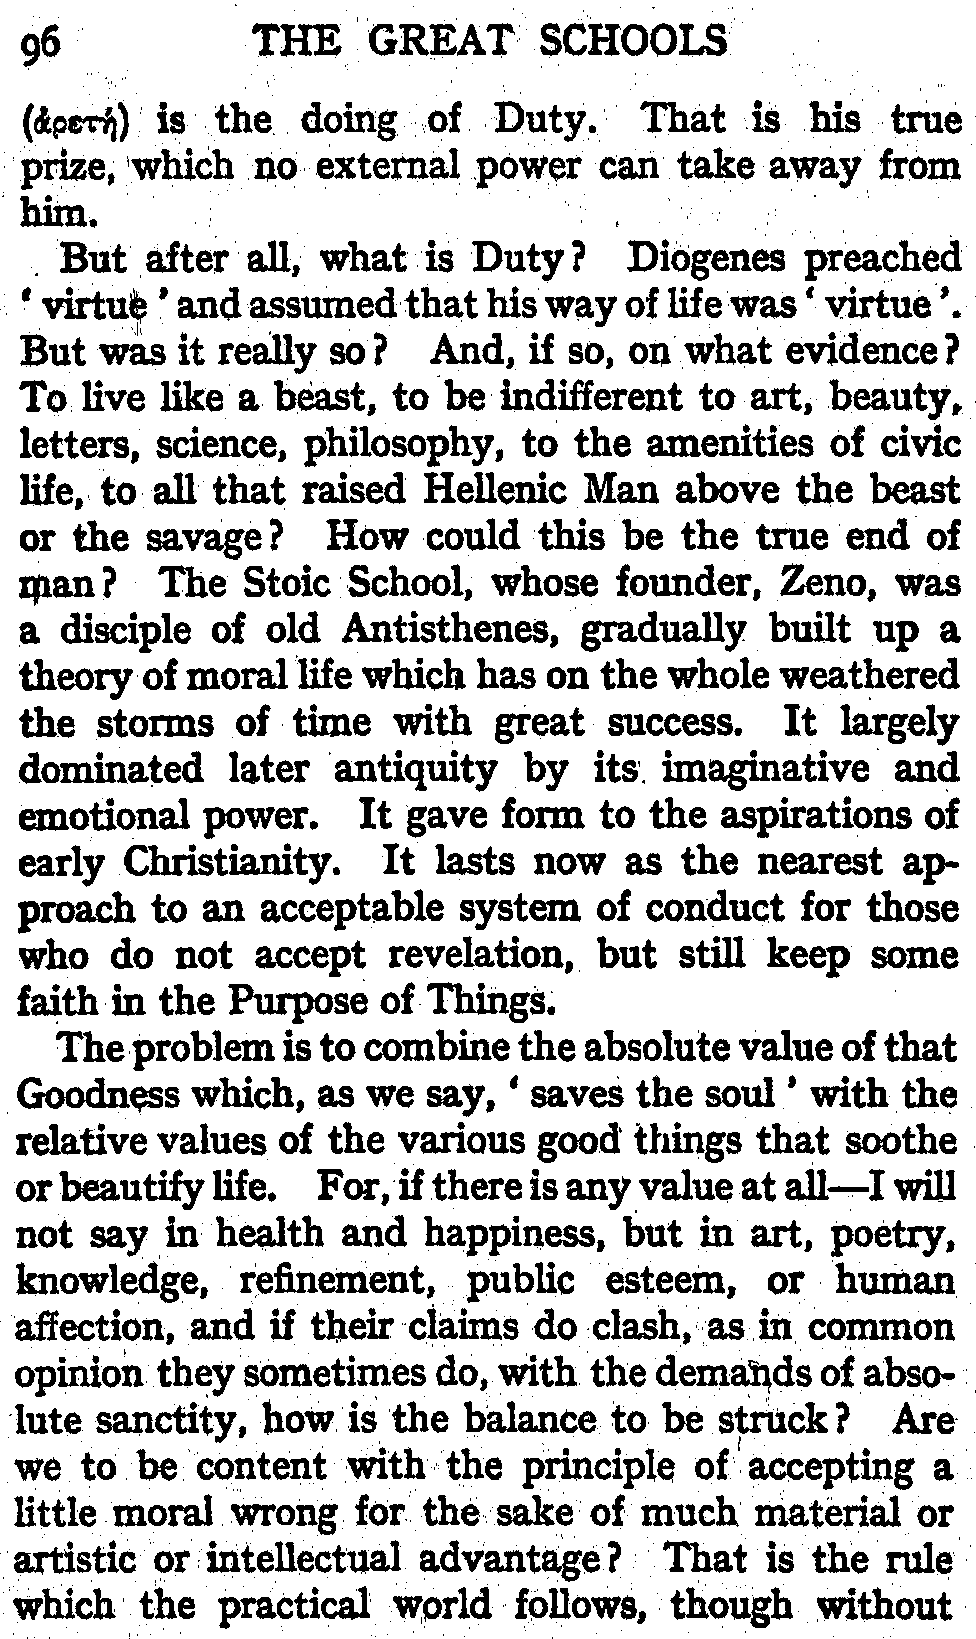 96 THE GREAT SCHOOLS
(ἀρετή) is the doing of Duty. That is his true
prize, which no external power can take away from
him.
But after all, what is Duty? Diogenes preached
‘ virtue ’ and assumed that his way of life was ‘ virtue ’.
But was it really so? And, if so, on what evidence?
To live like a beast, to be indifferent to art, beauty,
letters, science, philosophy, to the amenities of civic
life, to all that raised Hellenic Man above the beast
or the savage? How could this be the true end of
man? The Stoic School, whose founder, Zeno, was
a disciple of old Antisthenes, gradually built up a
theory of moral life which has on the whole weathered
the storms of time with great success. It largely
dominated later antiquity by its imaginative and
emotional power. It gave form to the aspirations of
early Christianity. It lasts now as the nearest ap-
proach to an acceptable system of conduct for those
who do not accept revelation, but still keep some
faith in the Purpose of Things.
The problem is to combine the absolute value of that
Goodness which, as we say, ‘ saves the soul ’ with the
relative values of the various good things that soothe
or beautify life. For, if there is any value at all—I will
not say in health and happiness, but in art, poetry,
knowledge, refinement, public esteem, or human
affection, and if their claims do clash, as in common
opinion they sometimes do, with the demands of abso-
lute sanctity, how is the balance to be struck? Are
we to be content with the principle of accepting a
little moral wrong for the sake of much material or
artistic or intellectual advantage? That is the rule
which the practical world follows, though without